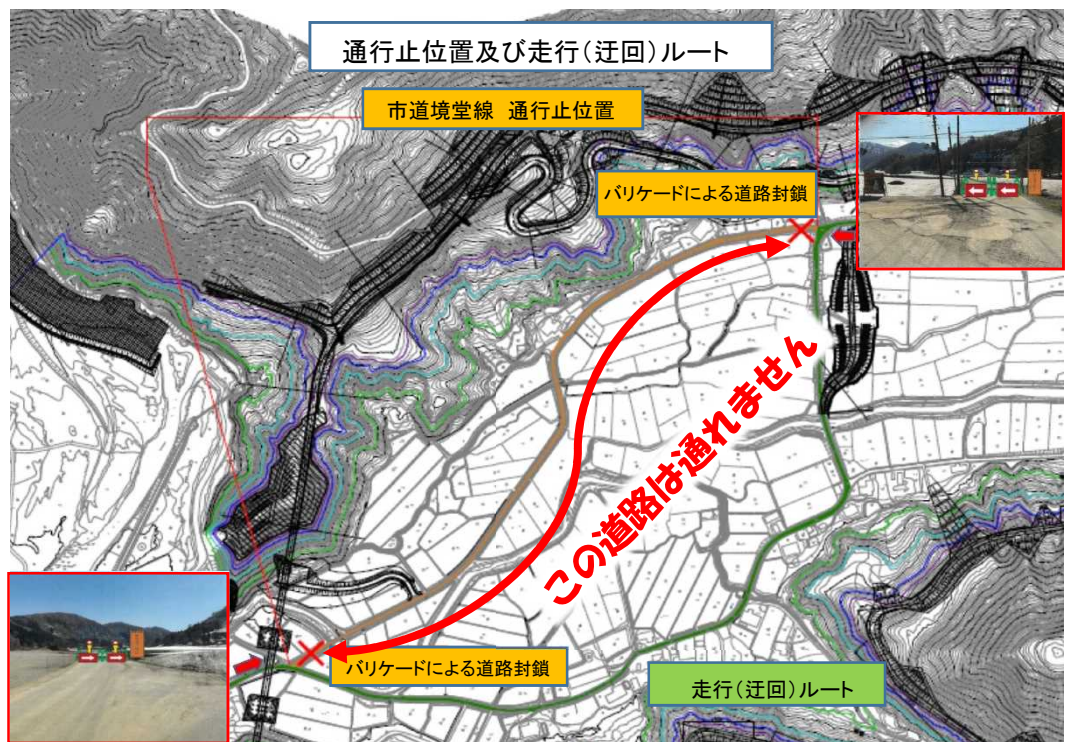 通行止位置及び走行(迂回)ルート
市道境堂線 通行止位置
バリケードによる道路封鎖
この道路は通れません
バリケードによる道路封鎖
走行(迂回)ルート